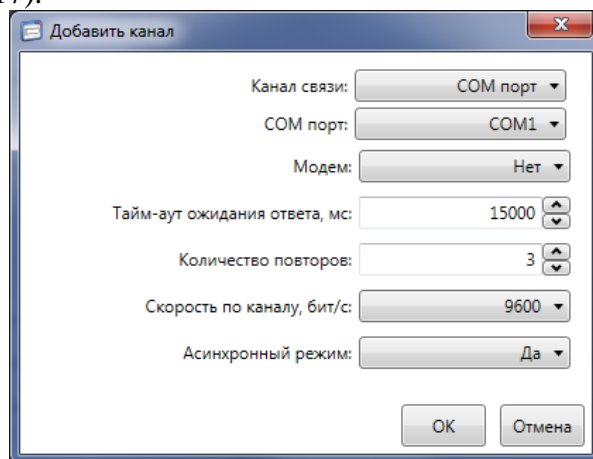 17).
Добавить канал
Канал связи: COM порт
COM порт: COM1
Модем: Нет
Тайм-аут ожидания ответа, мс: 15000
Количество повторов: 3
Скорость по каналу, бит/с: 9600
Асинхронный режим: Да
OK Отмена